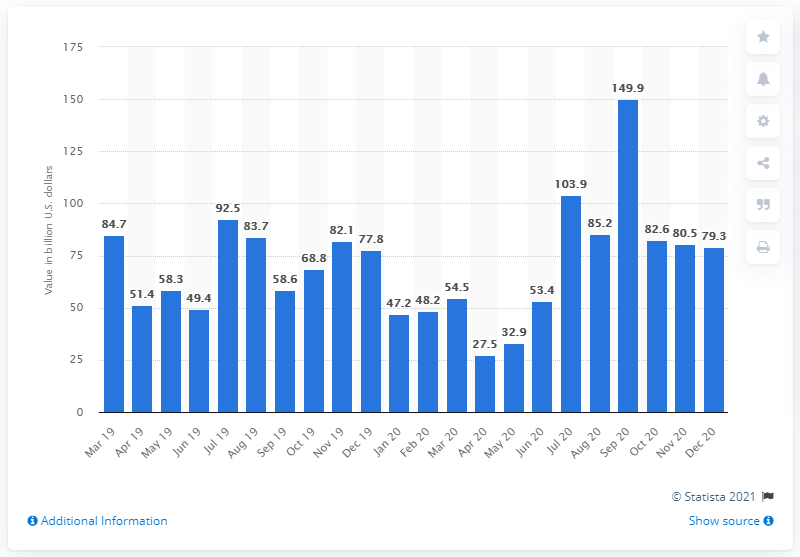 175
150
125
100
75
50
25
0
Value in billion U.S. dollars
84.7
51.4
58.3
49.4
92.5
83.7
58.6
68.8
82.1
77.8
47.2
48.2
54.5
27.5
32.9
53.4
103.9
85.2
149.9
82.6
80.5
79.3
Mar 19
Apr 19
May 19
Jun 19
Jul 19
Aug 19
Sep 19
Oct 19
Nov 19
Dec 19
Jan 20
Feb 20
Mar 20
Apr 20
May 20
Jun 20
Jul 20
Aug 20
Sep 20
Oct 20
Nov 20
Dec 20
© Statista 2021
Additional Information
Show source